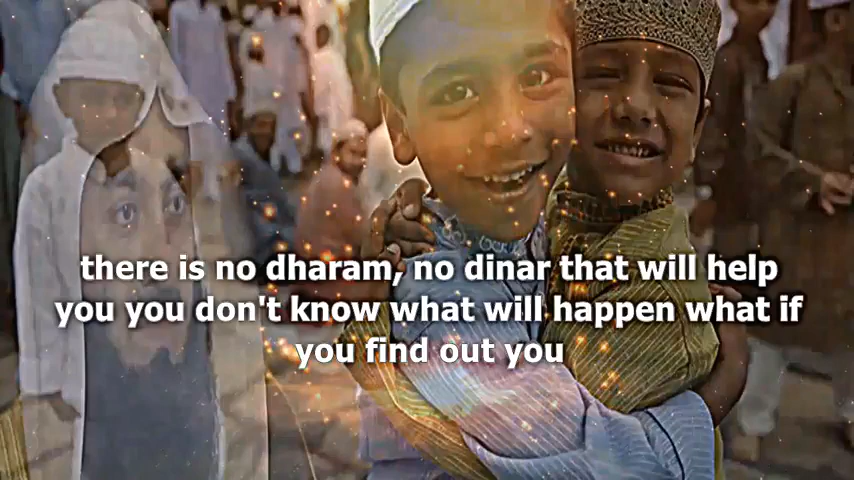 there is no dharam, no dinar that will help
you you don't know what will happen what if
you find out you